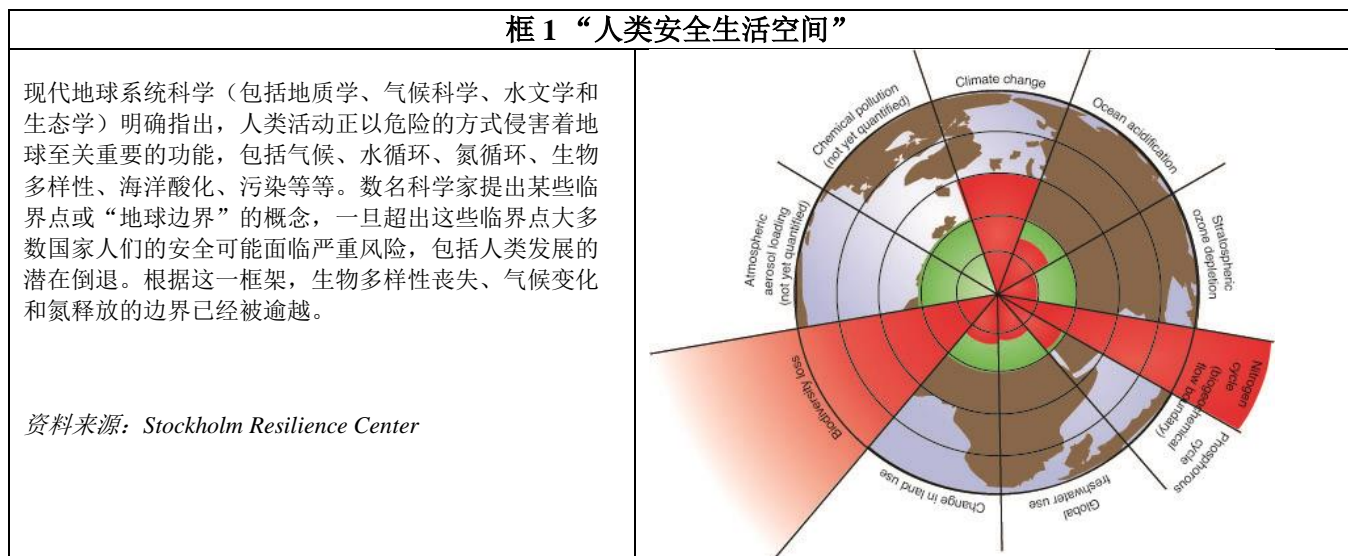 框 1 “人类安全生活空间”
现代地球系统科学（包括地质学、气候科学、水文学和
生态学）明确指出，人类活动正以危险的方式侵害着地
球至关重要的功能，包括气候、水循环、氮循环、生物
多样性、海洋酸化、污染等等。数名科学家提出某些临
界点或“地球边界”的概念，一旦超出这些临界点大多
数国家人们的安全可能面临严重风险，包括人类发展的
潜在倒退。根据这一框架，生物多样性丧失、气候变化
和氮释放的边界已经被逾越。
资料来源：Stockholm Resilience Center
Climate change
Ocean acidification
Stratospheric
ozone depletion
Nitrogen
cycle
(biogeochemical
flow boundary)
Phosphorous
cycle
Global
freshwater use
Change in land use
Biodiversity loss
Atmospheric
aerosol loading
(not yet quantified)
Chemical pollution
(not yet quantified)